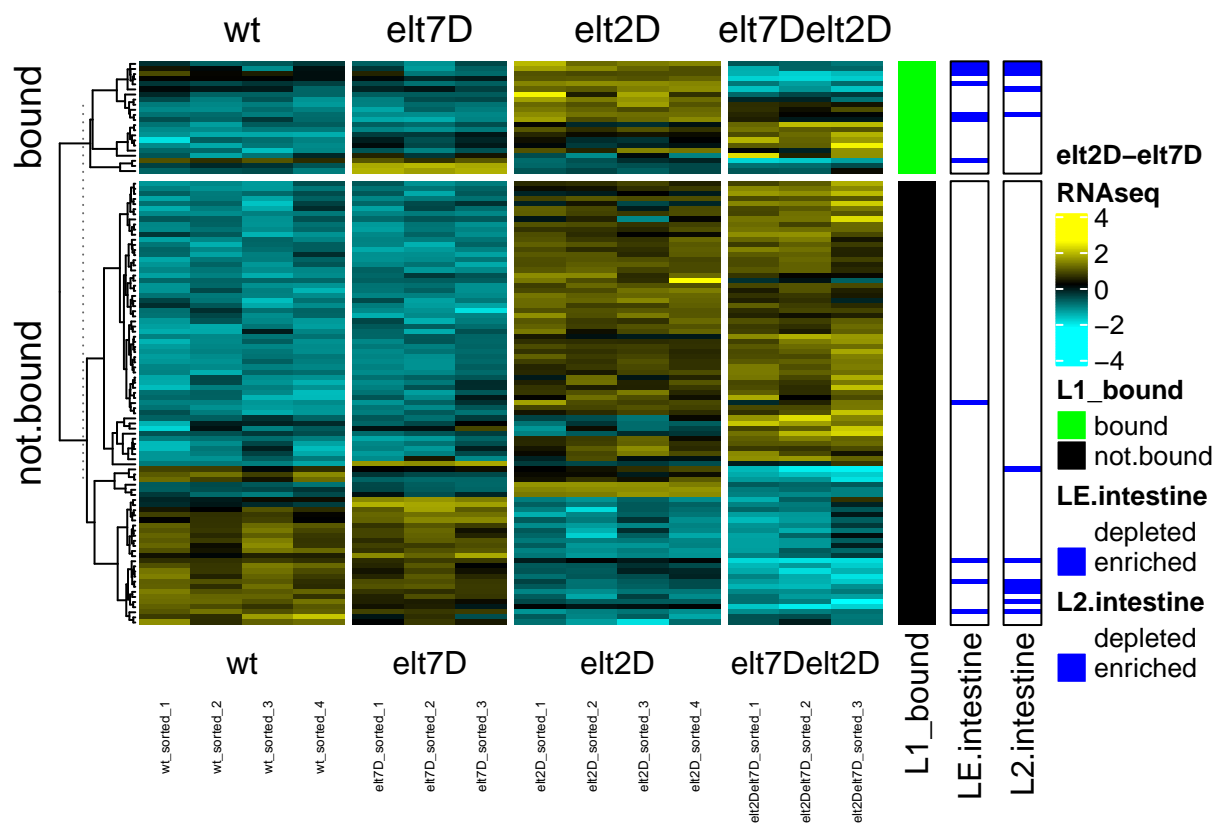 wt
elt7D
elt2D
elt7Delt2D
bound
not.bound
elt2D–elt7D
RNAseq
4
2
0
−2
−4
L1_bound
bound
not.bound
LE.intestine
depleted
enriched
L2.intestine
depleted
enriched
wt
elt7D
elt2D
elt7Delt2D
wt_sorted_1
wt_sorted_2
wt_sorted_3
wt_sorted_4
elt7D_sorted_1
elt7D_sorted_2
elt7D_sorted_3
elt2D_sorted_1
elt2D_sorted_2
elt2D_sorted_3
elt2D_sorted_4
elt2Delt7D_sorted_1
elt2Delt7D_sorted_2
elt2Delt7D_sorted_3
L1_bound
LE.intestine
L2.intestine